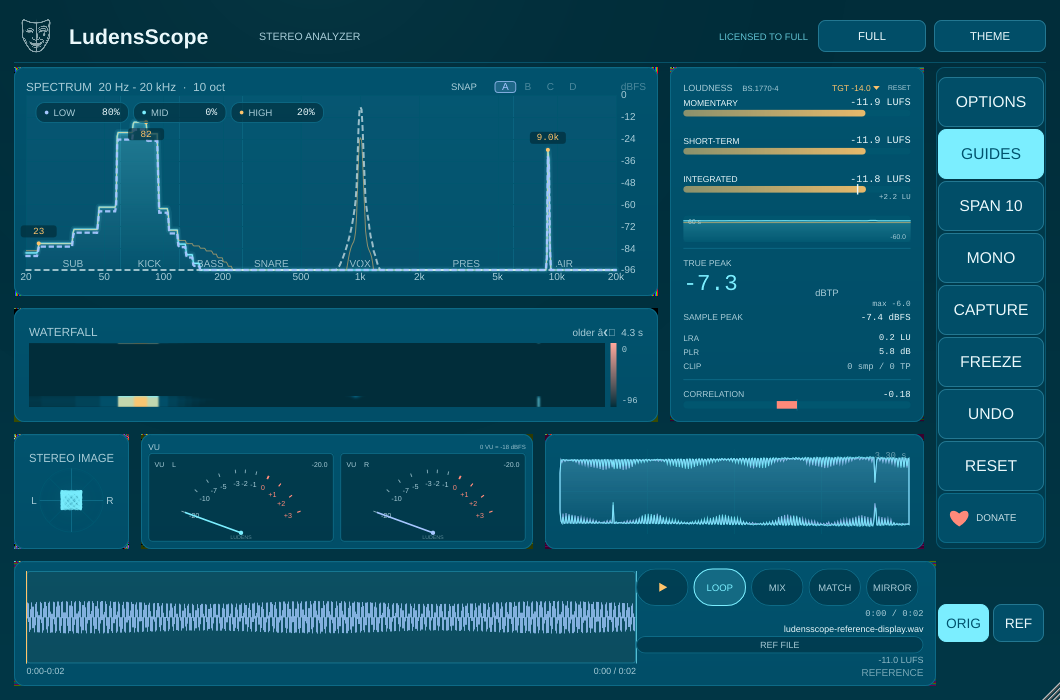 LudensScope
STEREO ANALYZER
LICENSED TO FULL
FULL
THEME
SPECTRUM 20 Hz - 20 kHz · 10 oct
SNAP A B C D
dBFS
LOW 80%
MID 0%
HIGH 20%
0
-12
-24
-36
-48
-60
-72
-84
-96
82
9.0k
23
SUB KICK BASS SNARE VOX PRES AIR
20 50 100 200 500 1k 2k 5k 10k 20k
LOUDNESS BS.1770-4 TGT -14.0 RESET
MOMENTARY -11.9 LUFS
SHORT-TERM -11.9 LUFS
INTEGRATED -11.8 LUFS
+2.2 LU
-60 s
-60.0
TRUE PEAK
-7.3 dBTP
max -6.0
SAMPLE PEAK -7.4 dBFS
LRA 0.2 LU
PLR 5.8 dB
CLIP 0 smp / 0 TP
CORRELATION -0.18
OPTIONS
GUIDES
SPAN 10
MONO
CAPTURE
FREEZE
UNDO
RESET
DONATE
WATERFALL
older â€□ 4.3 s
0
-96
STEREO IMAGE
L R
VU
0 VU = -18 dBFS
VU L -20.0
-20 -10 -7 -5 -3 -2 -1 0 +1 +2 +3
LUDENS
VU R -20.0
-20 -10 -7 -5 -3 -2 -1 0 +1 +2 +3
LUDENS
3.30 s
LOOP
MIX
MATCH
MIRROR
0:00 / 0:02
ludensscope-reference-display.wav
REF FILE
-11.0 LUFS
REFERENCE
0:00-0:02
0:00 / 0:02
ORIG
REF